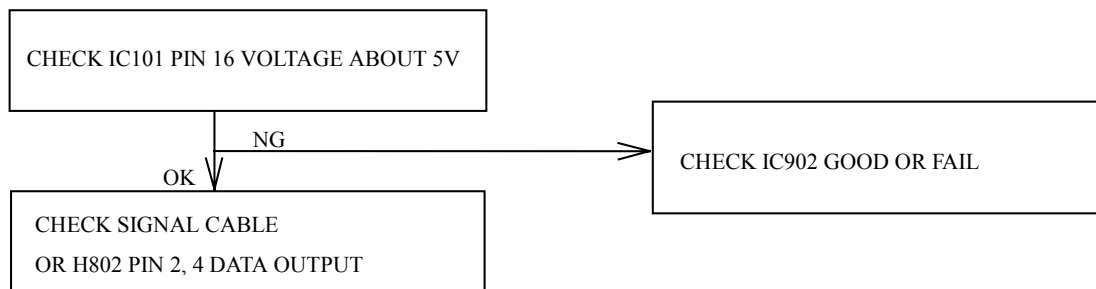 CHECK IC101 PIN 16 VOLTAGE ABOUT 5V
NG
CHECK IC902 GOOD OR FAIL
OK
CHECK SIGNAL CABLE
OR H802 PIN 2, 4 DATA OUTPUT